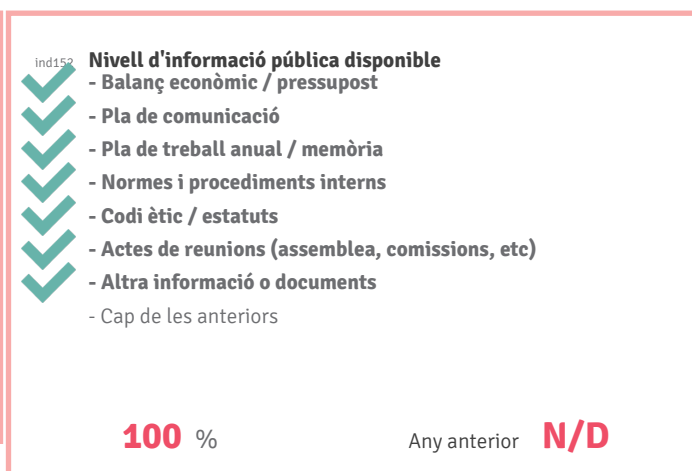 ind152 Nivell d'informació pública disponible
- Balanç econòmic / pressupost
- Pla de comunicació
- Pla de treball anual / memòria
- Normes i procediments interns
- Codi ètic / estatuts
- Actes de reunions (assemblea, comissions, etc)
- Altra informació o documents
- Cap de les anteriors
100 % Any anterior N/D